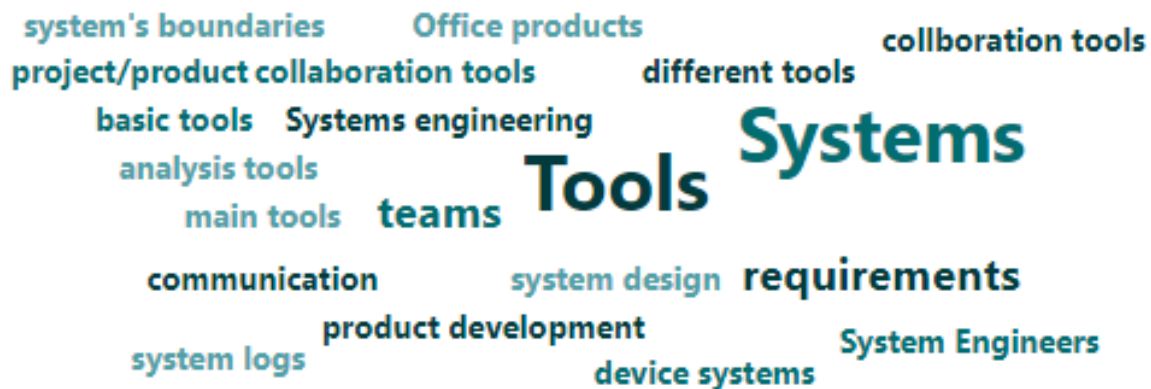 system's boundaries Office products
collboration tools
project/product collaboration tools different tools
basic tools Systems engineering
Systems
analysis tools
Tools
main tools teams
communication system design requirements
product development
System Engineers
system logs
device systems